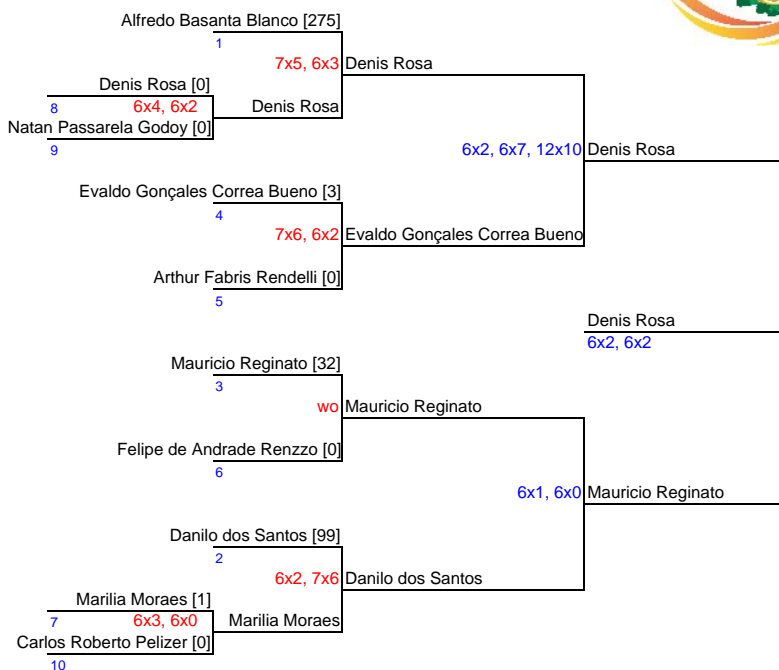 Alfredo Basanta Blanco [275]
1
7x5, 6x3 Denis Rosa
Denis Rosa [0]
8 6x4, 6x2 Denis Rosa
Natan Passarela Godoy [0]
9
6x2, 6x7, 12x10 Denis Rosa
Evaldo Gonçales Correa Bueno [3]
4
7x6, 6x2 Evaldo Gonçales Correa Bueno
Arthur Fabris Rendelli [0]
5
Denis Rosa
6x2, 6x2
Mauricio Reginato [32]
3
wo Mauricio Reginato
Felipe de Andrade Renzzo [0]
6
6x1, 6x0 Mauricio Reginato
Danilo dos Santos [99]
2
6x2, 7x6 Danilo dos Santos
Marilia Moraes [1]
7 6x3, 6x0 Marilia Moraes
Carlos Roberto Pelizer [0]
10